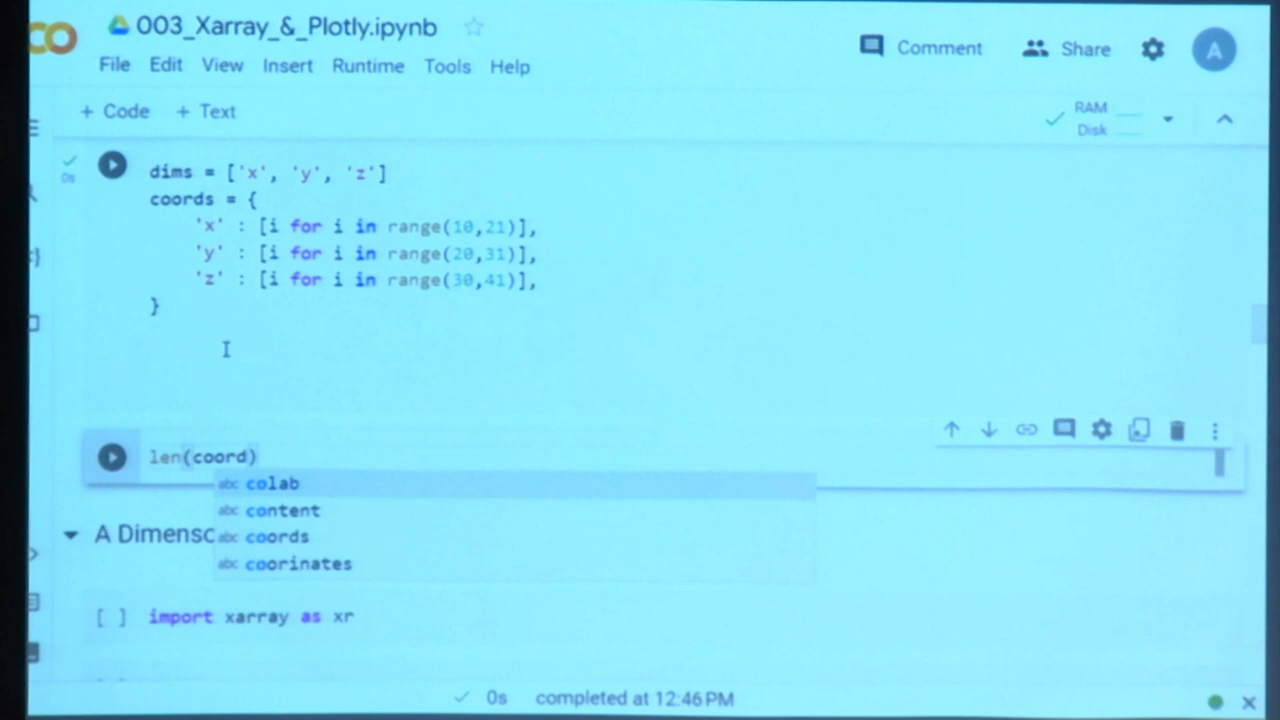 003_Xarray_&_Plotly.ipynb
Comment
Share
A
File Edit View Insert Runtime Tools Help
+ Code + Text
RAM
Disk
0s
dims = ['x', 'y', 'z']
coords = {
'x' : [i for i in range(10,21)],
'y' : [i for i in range(20,31)],
'z' : [i for i in range(30,41)],
}
len(coord)
abc colab
abc content
abc coords
abc coorinates
A Dimensc
[ ] import xarray as xr
0s completed at 12:46 PM